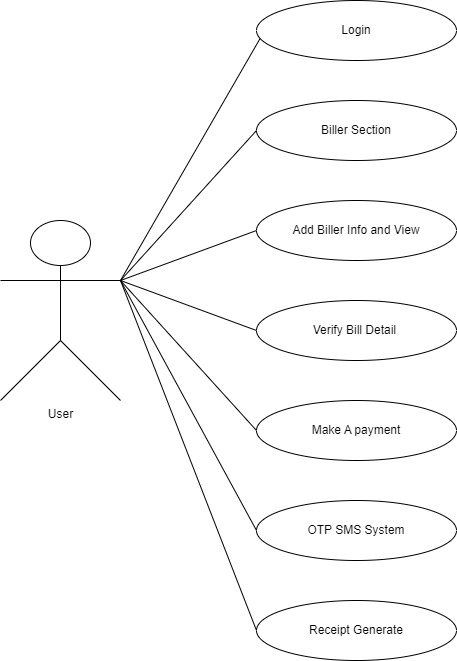 Login
Biller Section
Add Biller Info and View
Verify Bill Detail
Make A payment
User
OTP SMS System
Receipt Generate